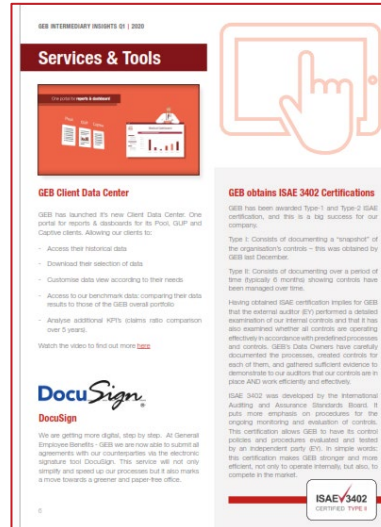 GEB INTERMEDIARY INSIGHTS Q1 | 2020
Services & Tools
One portal for reports & dashboard
GEB Client Data Center
GEB has launched it's new Client Data Center. One
portal for reports & dasboards for its Pool, GUP and
Captive clients. Allowing our clients to:
- Access their historical data
- Download their selection of data
- Customise data view according to their needs
- Access to our benchmark data: comparing their data
results to those of the GEB overall portfolio
- Analyse additional KPI's (claims ratio comparison
over 5 years).
Watch the video to find out more here
DocuSign
DocuSign
We are getting more digital, step by step. At General
Employee Benefits - GEB we are now able to submit all
agreements with our counterparties via the electronic
signature tool DocuSign. This service will not only
simplify and speed up our processes but it also marks
a move towards a greener and paper-free office.
6
GEB obtains ISAE 3402 Certifications
GEB has been awarded Type-1 and Type-2 ISAE
certification, and this is a big success for our
company.
Type I: Consists of documenting a "snapshot" of
the organisation's controls – this was obtained by
GEB last December.
Type II: Consists of documenting over a period of
time (typically 6 months) showing controls have
been managed over time.
Having obtained ISAE certification implies for GEB
that the external auditor (EY) performed a detailed
examination of our internal controls and that it has
also examined whether all controls are operating
effectively in accordance with predefined processes
and controls. GEB's Data Owners have carefully
documented the processes, created controls for
each of them, and gathered sufficient evidence to
demonstrate to our auditors that our controls are in
place AND work efficiently and effectively.
ISAE 3402 was developed by the International
Auditing and Assurance Standards Board. It
puts more emphasis on procedures for the
ongoing monitoring and evaluation of controls.
This certification allows GEB to have its control
policies and procedures evaluated and tested
by an independent party (EY). In simple words:
this certification makes GEB stronger and more
efficient, not only to operate internally, but also, to
compete in the market.
ISAE 3402
CERTIFIED TYPE II